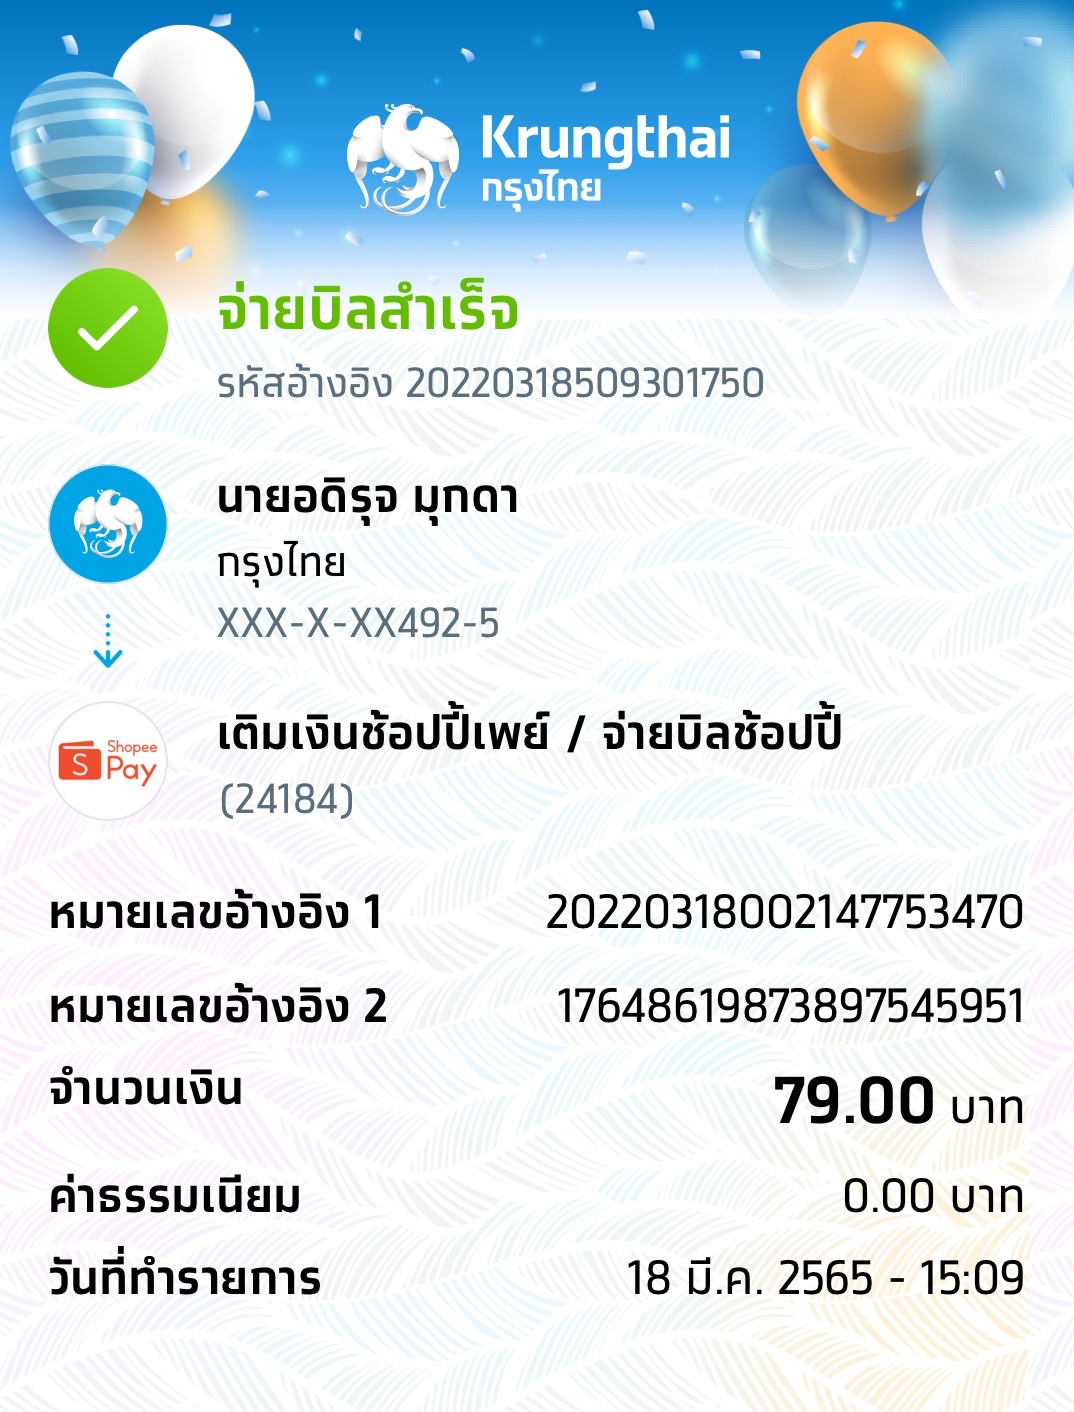 Krungthai
กรุงไทย
จ่ายบิลสำเร็จ
รหัสอ้างอิง 20220318509301750
นายอดิรุจ มุกดา
กรุงไทย
XXX-X-XX492-5
Shopee
S Pay
เติมเงินช้อปปี้เพย์ / จ่ายบิลช้อปปี้
(24184)
หมายเลขอ้างอิง 1 20220318002147753470
หมายเลขอ้างอิง 2 17648619873897545951
จำนวนเงิน 79.00 บาท
ค่าธรรมเนียม 0.00 บาท
วันที่ทำรายการ 18 มี.ค. 2565 - 15:09